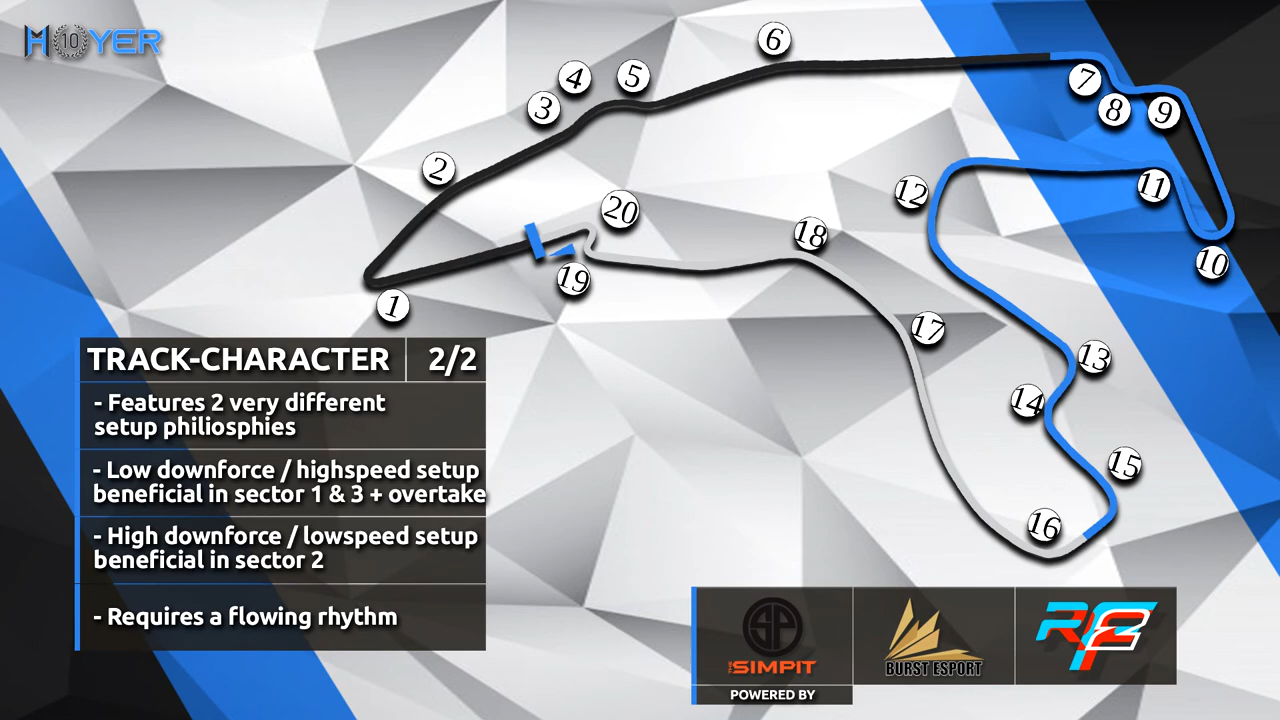 H10YER
6
4
5
3
7
8
9
2
11
12
20
18
10
19
1
17
13
14
15
16
TRACK-CHARACTER 2/2
- Features 2 very different
setup philiosphies
- Low downforce / highspeed setup
beneficial in sector 1 & 3 + overtake
- High downforce / lowspeed setup
beneficial in sector 2
- Requires a flowing rhythm
SP
THE SIMPIT
BURST ESPORT
RF2
POWERED BY